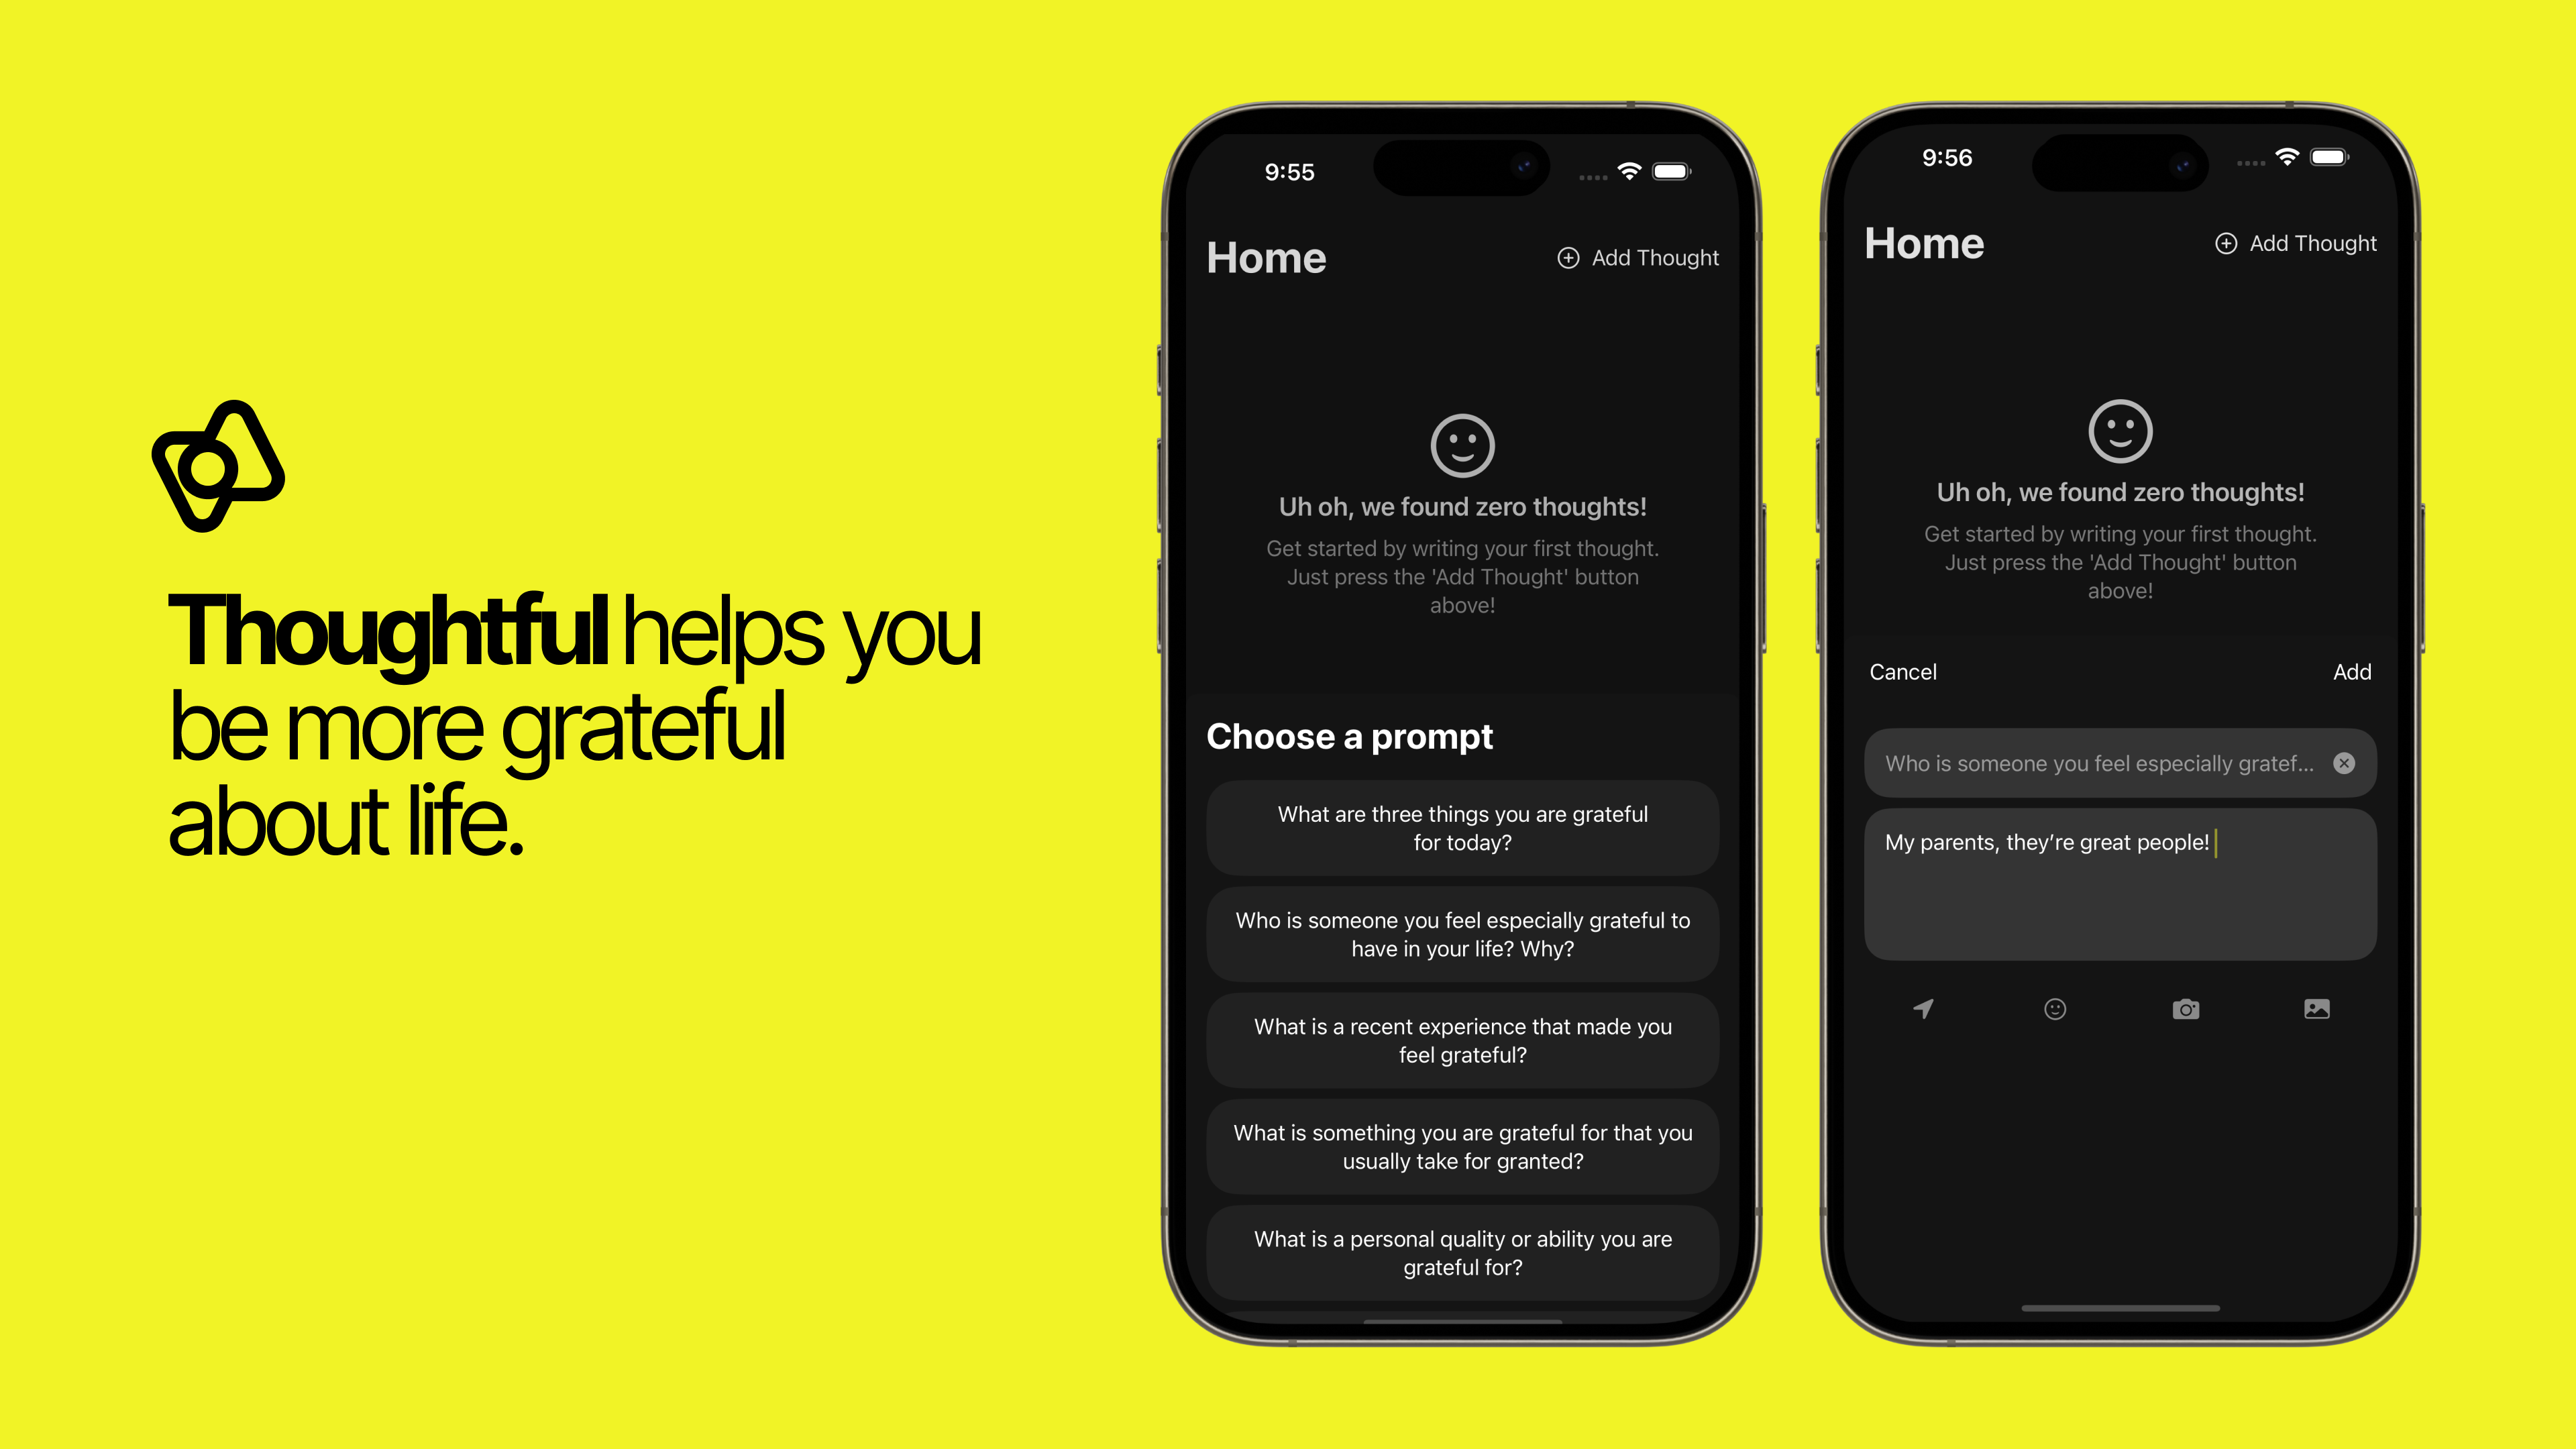 Thoughtful helps you
be more grateful
about life.
9:55
Home
Add Thought
Uh oh, we found zero thoughts!
Get started by writing your first thought.
Just press the 'Add Thought' button
above!
Choose a prompt
What are three things you are grateful
for today?
Who is someone you feel especially grateful to
have in your life? Why?
What is a recent experience that made you
feel grateful?
What is something you are grateful for that you
usually take for granted?
What is a personal quality or ability you are
grateful for?
9:56
Home
Add Thought
Uh oh, we found zero thoughts!
Get started by writing your first thought.
Just press the 'Add Thought' button
above!
Cancel
Add
Who is someone you feel especially gratef...
My parents, they’re great people!